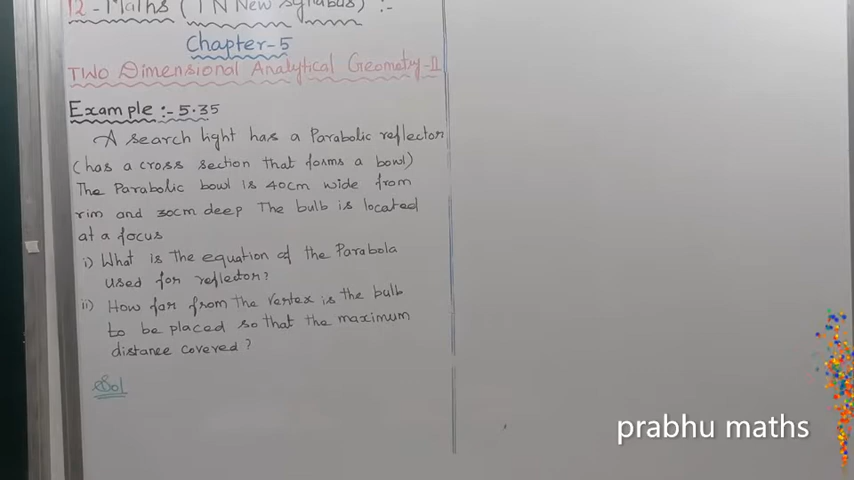 12 - Maths (TN New Syllabus) :-
Chapter-5
TWO Dimensional Analytical Geometry-II
Example :- 5.35
A search light has a Parabolic reflector
(has a cross section that forms a bowl)
The Parabolic bowl is 40cm wide from
rim and 30cm deep The bulb is located
at a focus
i) What is the equation of the Parabola
used for reflector?
ii) How far from the vertex is the bulb
to be placed so that the maximum
distance covered?
Sol
prabhu maths